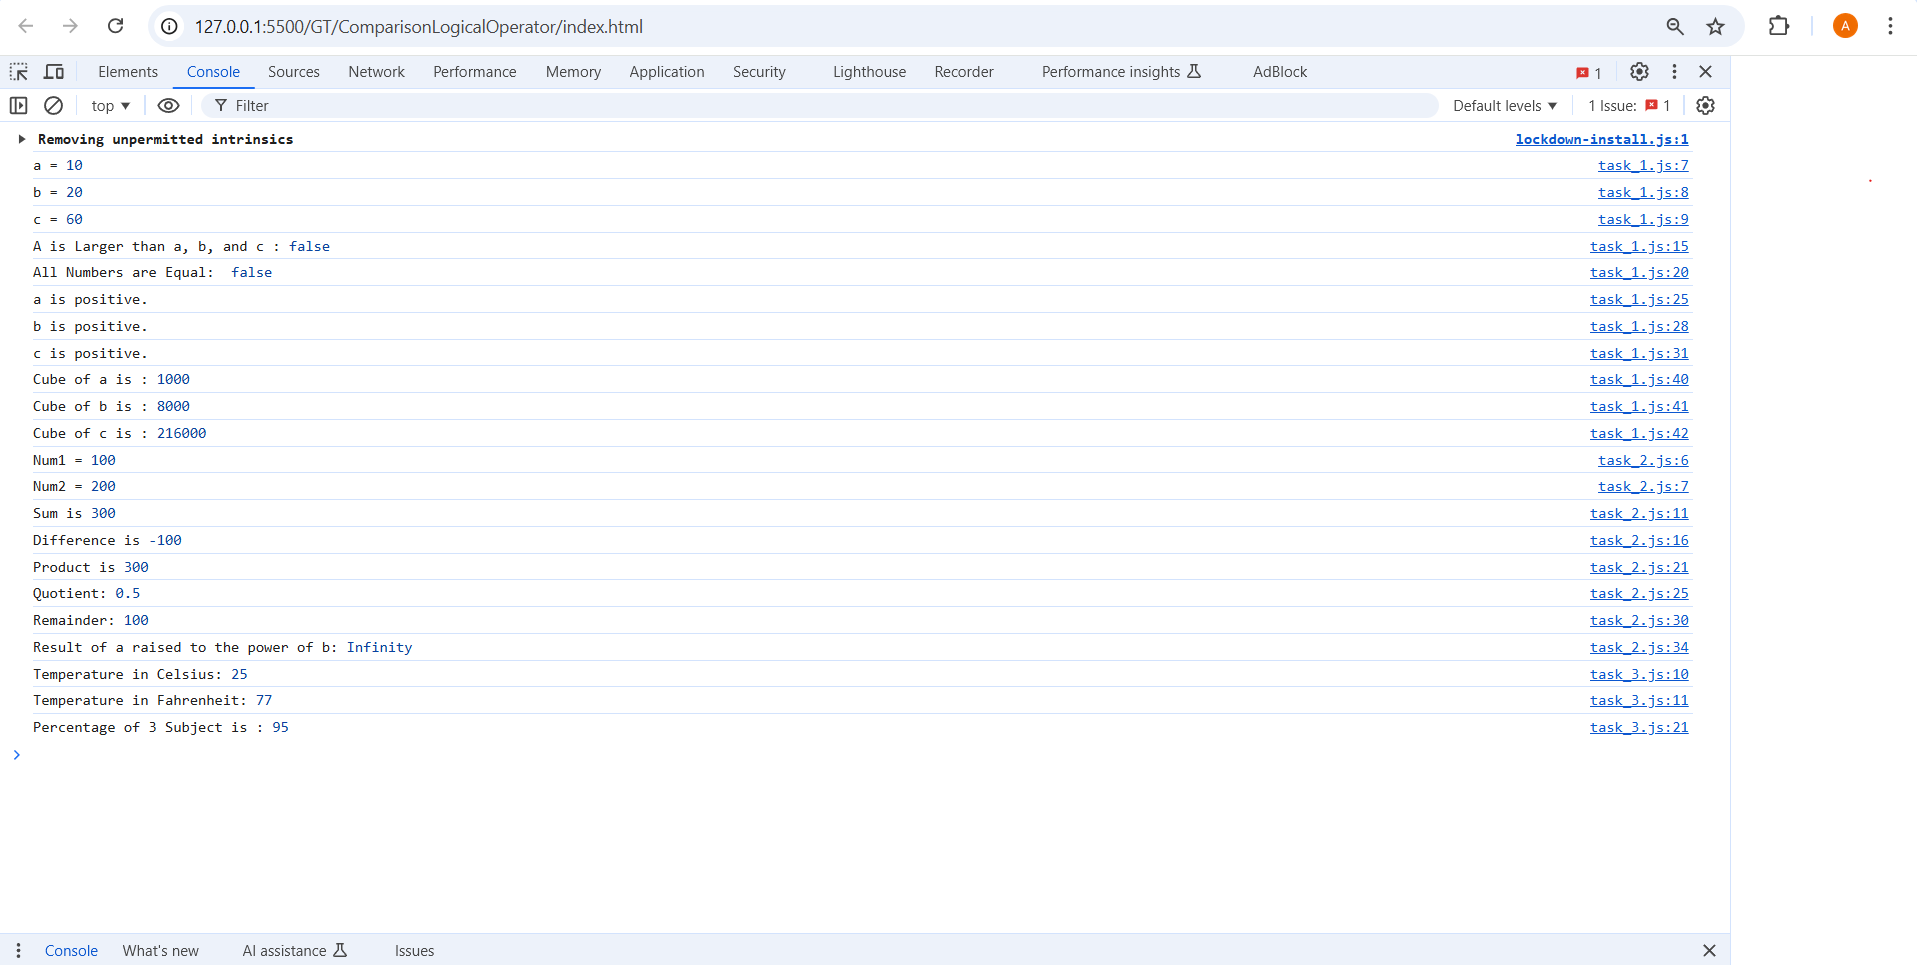 127.0.0.1:5500/GT/ComparisonLogicalOperator/index.html A
Elements Console Sources Network Performance Memory Application Security Lighthouse Recorder Performance insights AdBlock 1
top Filter Default levels 1 Issue: 1
Removing unpermitted intrinsics lockdown-install.js:1
a = 10 task_1.js:7
b = 20 task_1.js:8
c = 60 task_1.js:9
A is Larger than a, b, and c : false task_1.js:15
All Numbers are Equal:  false task_1.js:20
a is positive. task_1.js:25
b is positive. task_1.js:28
c is positive. task_1.js:31
Cube of a is : 1000 task_1.js:40
Cube of b is : 8000 task_1.js:41
Cube of c is : 216000 task_1.js:42
Num1 = 100 task_2.js:6
Num2 = 200 task_2.js:7
Sum is 300 task_2.js:11
Difference is -100 task_2.js:16
Product is 300 task_2.js:21
Quotient: 0.5 task_2.js:25
Remainder: 100 task_2.js:30
Result of a raised to the power of b: Infinity task_2.js:34
Temperature in Celsius: 25 task_3.js:10
Temperature in Fahrenheit: 77 task_3.js:11
Percentage of 3 Subject is : 95 task_3.js:21
Console What's new AI assistance Issues